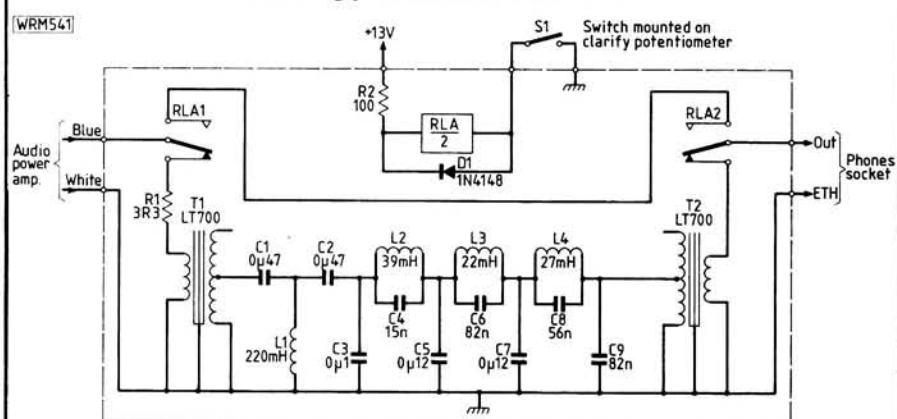 WRM541
+13V
S1
Switch mounted on
clarify potentiometer
R2
100
RLA1
RLA
2
RLA2
Blue
Out
Audio
power
amp.
D1
1N4148
Phones
socket
White
ETH
R1
3R3
T1
LT700
T2
LT700
C1
0µ47
C2
0µ47
L2
39mH
L3
22mH
L4
27mH
C4
15n
C6
82n
C8
56n
L1
220mH
C3
0µ1
C5
0µ12
C7
0µ12
C9
82n